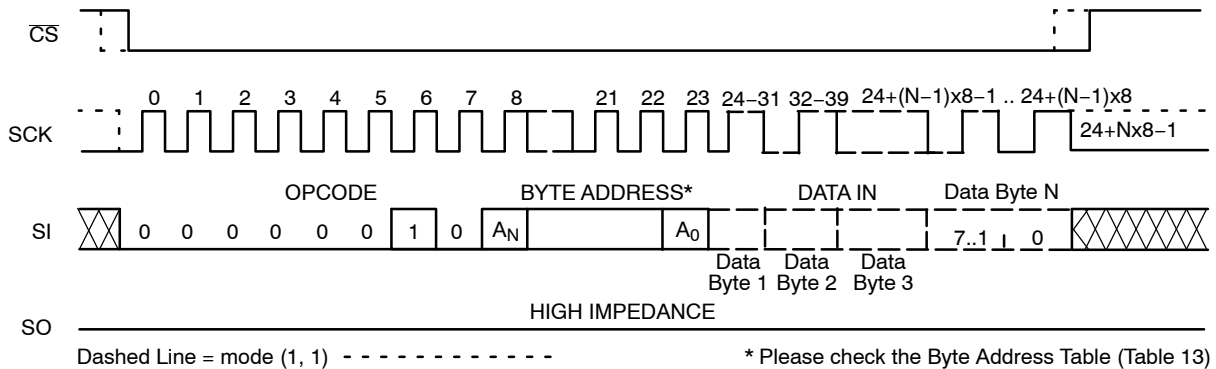 CS
0 1 2 3 4 5 6 7 8 21 22 23 24–31 32–39 24+(N–1)x8–1 .. 24+(N–1)x8
SCK
24+Nx8–1
OPCODE BYTE ADDRESS* DATA IN Data Byte N
SI 0 0 0 0 0 0 1 0 AN A0 7..1 0
Data Byte 1 Data Byte 2 Data Byte 3
HIGH IMPEDANCE
SO
Dashed Line = mode (1, 1) * Please check the Byte Address Table (Table 13)